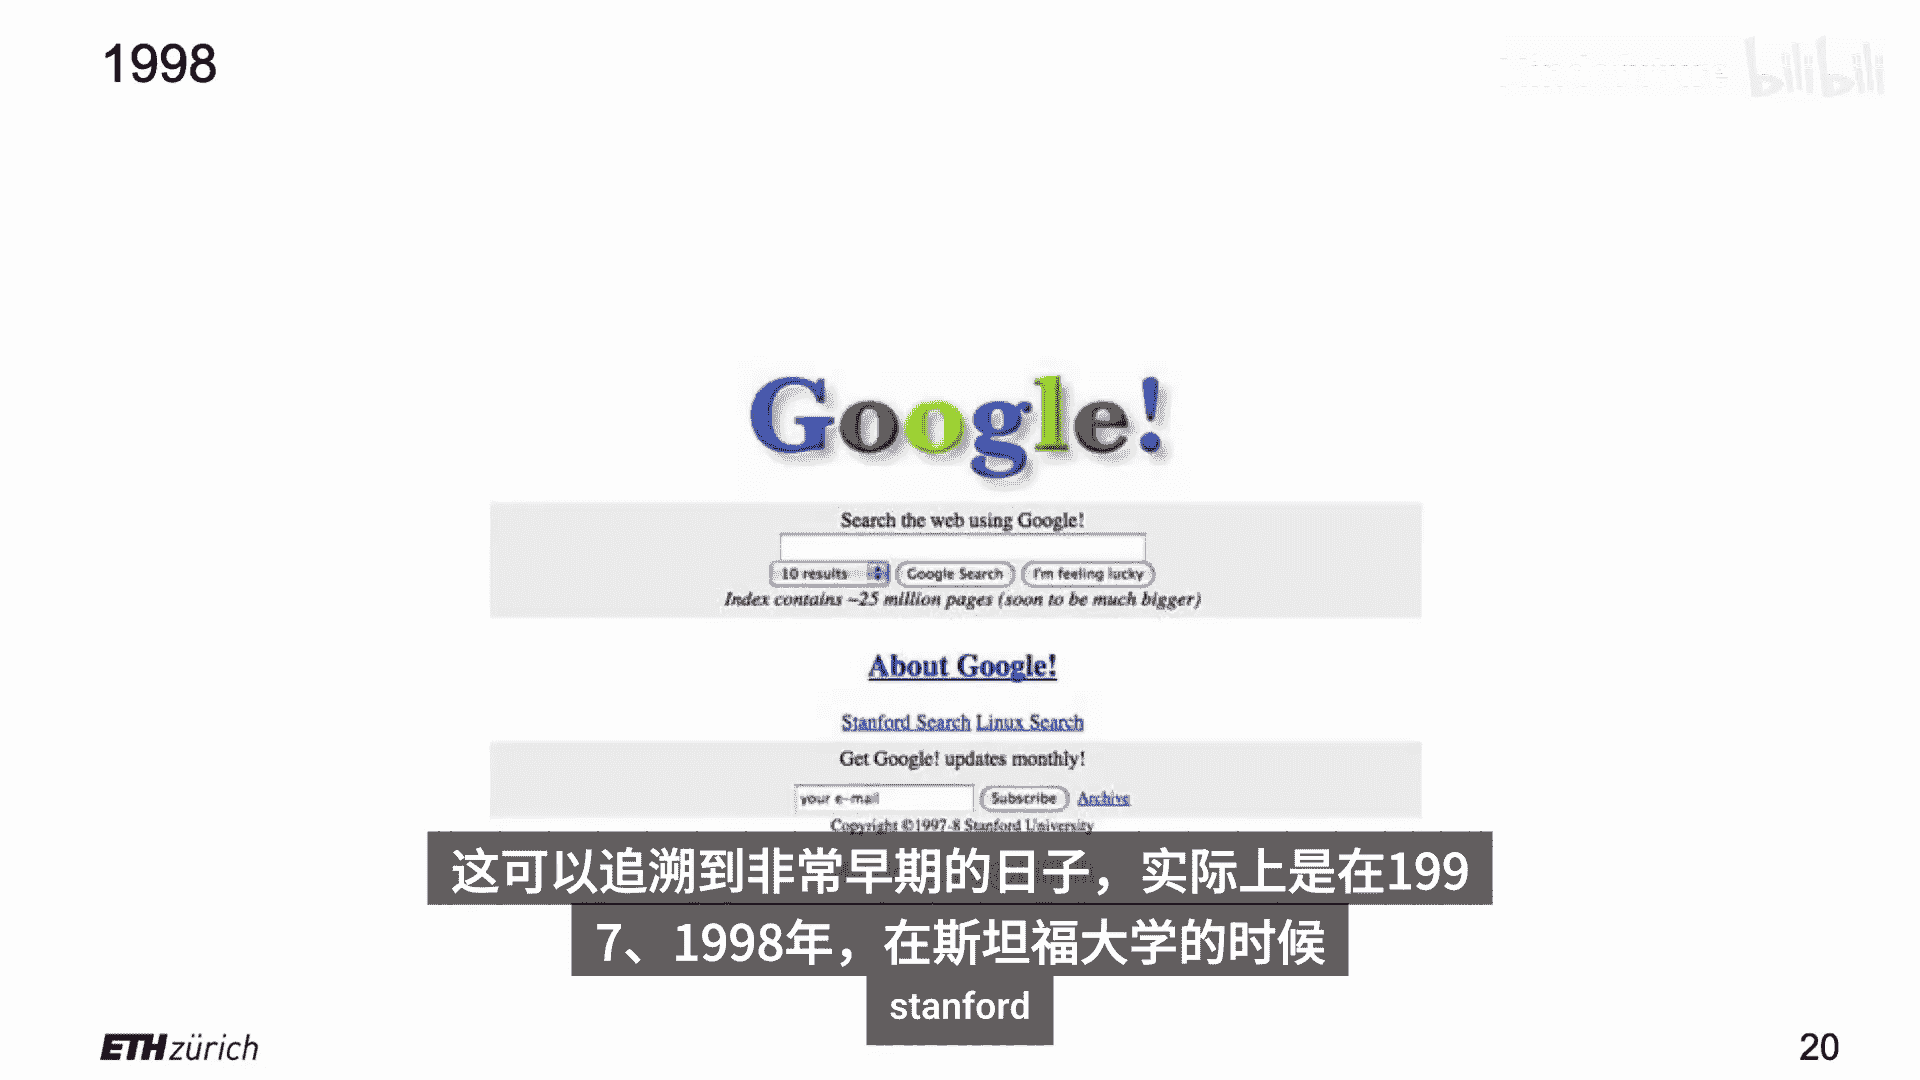 1998
bilibili
Google!
Search the web using Google!
10 results Google Search I'm feeling lucky
Index contains ~25 million pages (soon to be much bigger)
About Google!
Stanford Search Linux Search
Get Google! updates monthly!
your e-mail Subscribe Archive
Copyright ©1997-8 Stanford University
这可以追溯到非常早期的日子，实际上是在199
7、1998年，在斯坦福大学的时候
stanford
ETH zürich
20